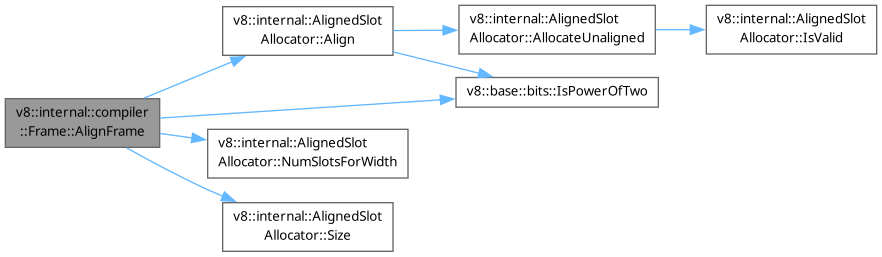 v8::internal::compiler
::Frame::AlignFrame
v8::internal::AlignedSlot
Allocator::Align
v8::internal::AlignedSlot
Allocator::AllocateUnaligned
v8::internal::AlignedSlot
Allocator::IsValid
v8::base::bits::IsPowerOfTwo
v8::internal::AlignedSlot
Allocator::NumSlotsForWidth
v8::internal::AlignedSlot
Allocator::Size